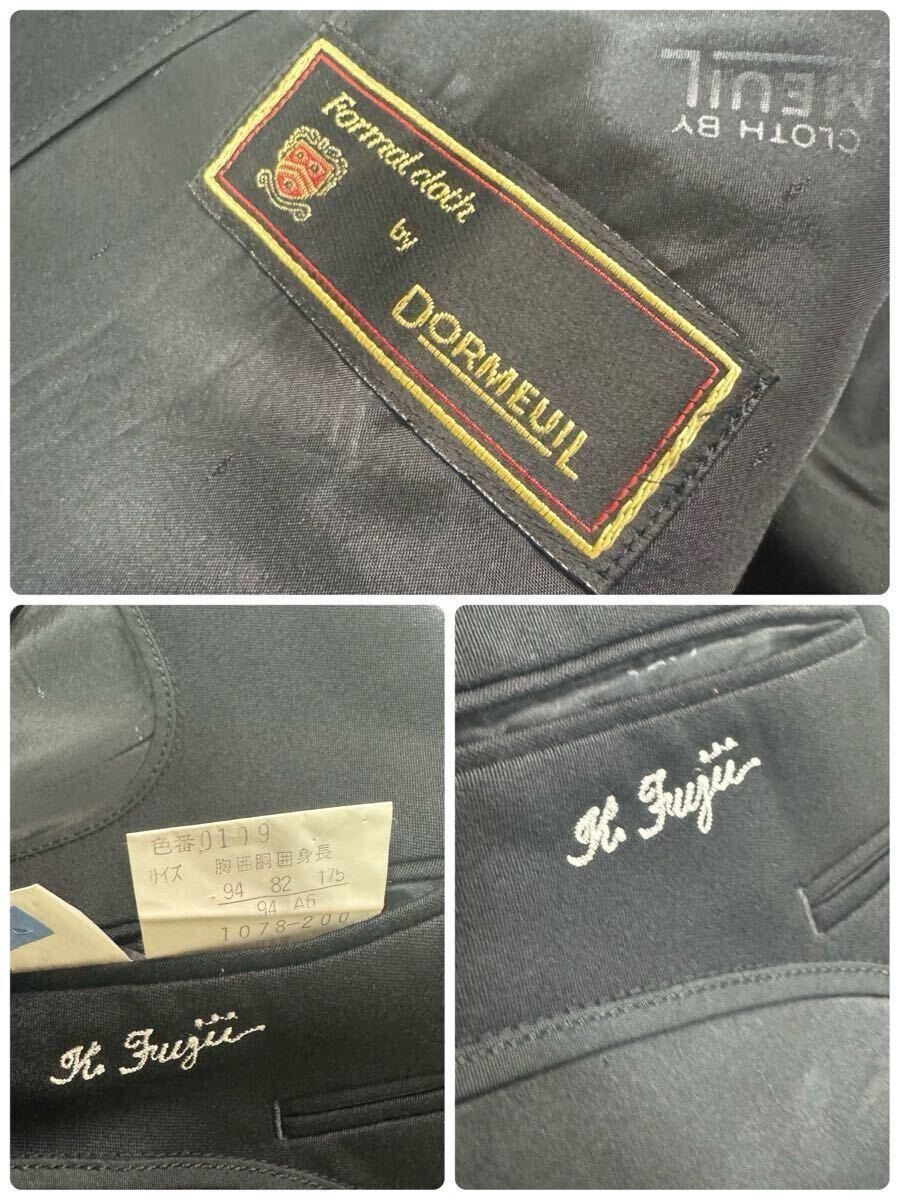 Formal cloth
by
DORMEUIL
CLOTH BY
MEUIL
色番 0109
サイズ 胸囲胴囲身長
94 82 175
94 A6
1078-200
K. Fujii
K. Fujii